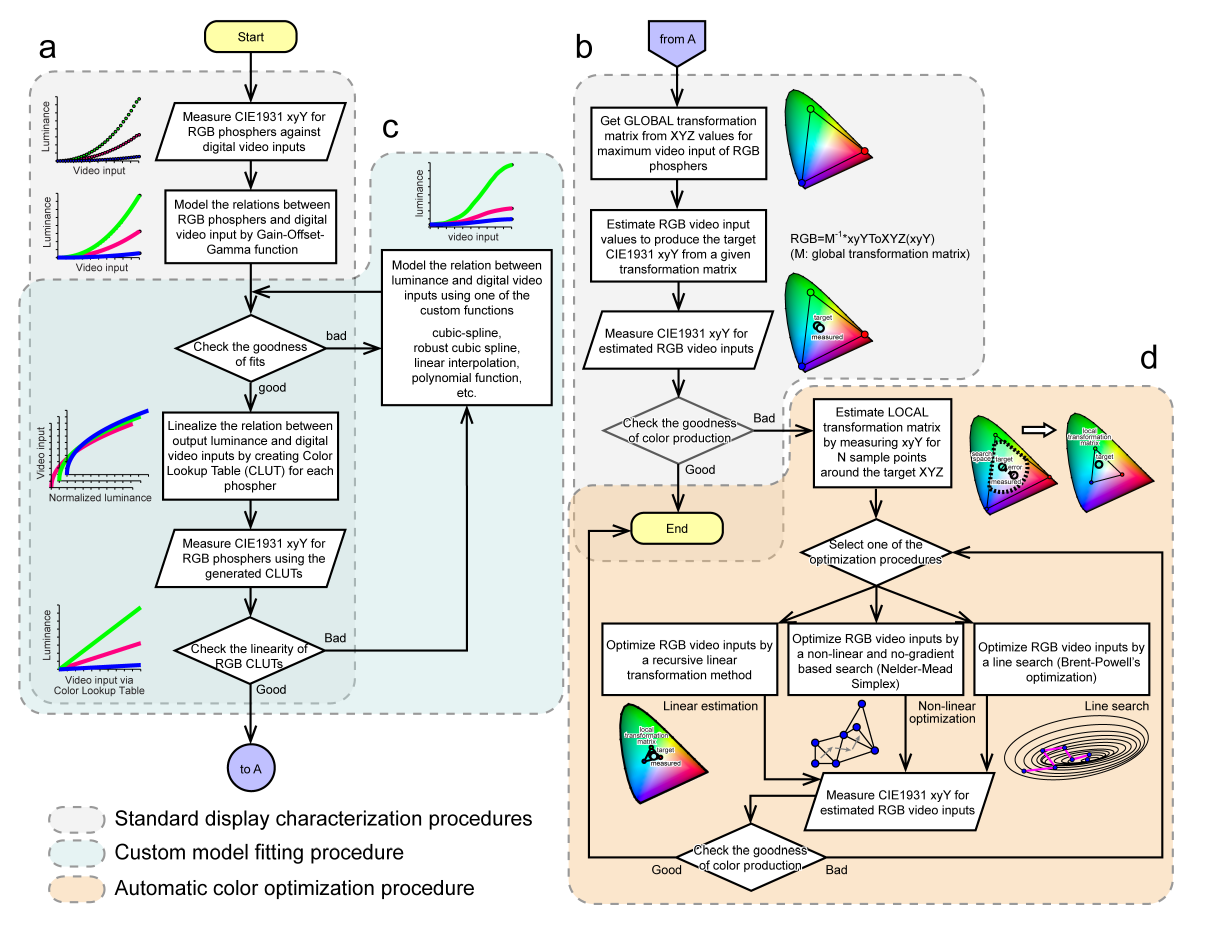 a
Start
Measure CIE1931 xyY for
RGB phosphers against
digital video inputs
Luminance
Video input
Model the relations between
RGB phosphers and digital
video input by Gain-Offset-
Gamma function
Luminance
Video input
c
luminance
video input
Model the relation between
luminance and digital video
inputs using one of the
custom functions
cubic-spline,
robust cubic spline,
linear interpolation,
polynomial function,
etc.
Check the goodness
of fits
bad
good
Linealize the relation between
output luminance and digital
video inputs by creating Color
Lookup Table (CLUT) for each
phospher
Video input
Normalized luminance
Measure CIE1931 xyY for
RGB phosphers using the
generated CLUTs
Luminance
Video input via
Color Lookup Table
Check the linearity of
RGB CLUTs
Bad
Good
to A
Standard display characterization procedures
Custom model fitting procedure
Automatic color optimization procedure
b
from A
Get GLOBAL transformation
matrix from XYZ values for
maximum video input of RGB
phosphers
Estimate RGB video input
values to produce the target
CIE1931 xyY from a given
transformation matrix
RGB=M-1*xyYToXYZ(xyY)
(M: global transformation matrix)
Measure CIE1931 xyY for
estimated RGB video inputs
target
measured
Check the goodness
of color production
Bad
Good
End
d
Estimate LOCAL
transformation matrix
by measuring xyY for
N sample points
around the target XYZ
search
space
target
error
measured
local
transformation
matrix
target
Select one of the
optimization procedures
Optimize RGB video inputs by
a recursive linear
transformation method
Optimize RGB video inputs by
a non-linear and no-gradient
based search (Nelder-Mead
Simplex)
Optimize RGB video inputs by
a line search (Brent-Powell's
optimization)
Linear estimation
Non-linear
optimization
Line search
local
transformation
matrix
target
measured
Measure CIE1931 xyY for
estimated RGB video inputs
Check the goodness
of color production
Good
Bad